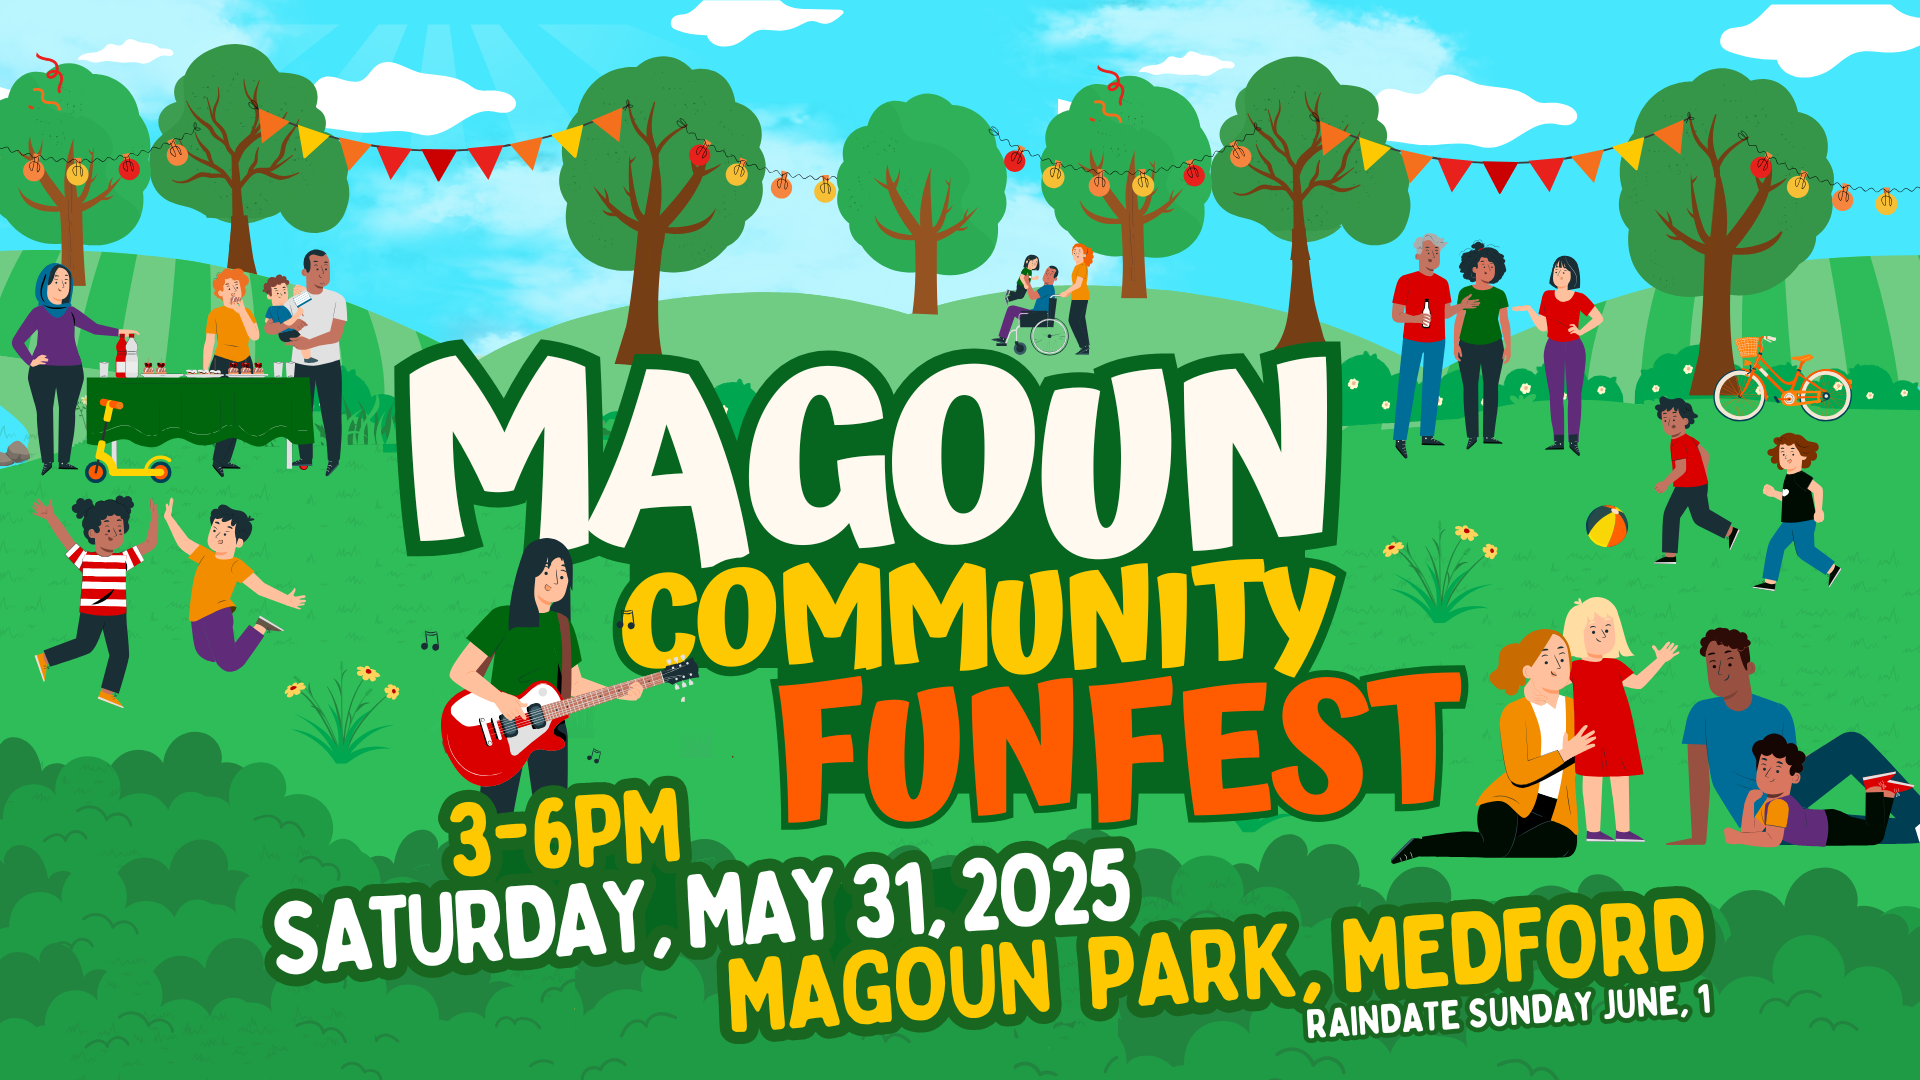 MAGOUN
COMMUNITY
FUNFEST
3-6PM
SATURDAY, MAY 31, 2025
MAGOUN PARK, MEDFORD
RAINDATE SUNDAY JUNE, 1